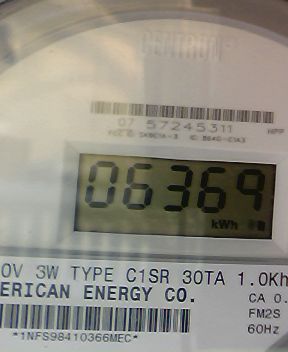 CENTRON
07 57245311
06369
kWh
0V 3W TYPE C1SR 30TA 1.0Kh
ERICAN ENERGY CO.
CA 0.
FM2S
60Hz
*1NFS98410366MEC*